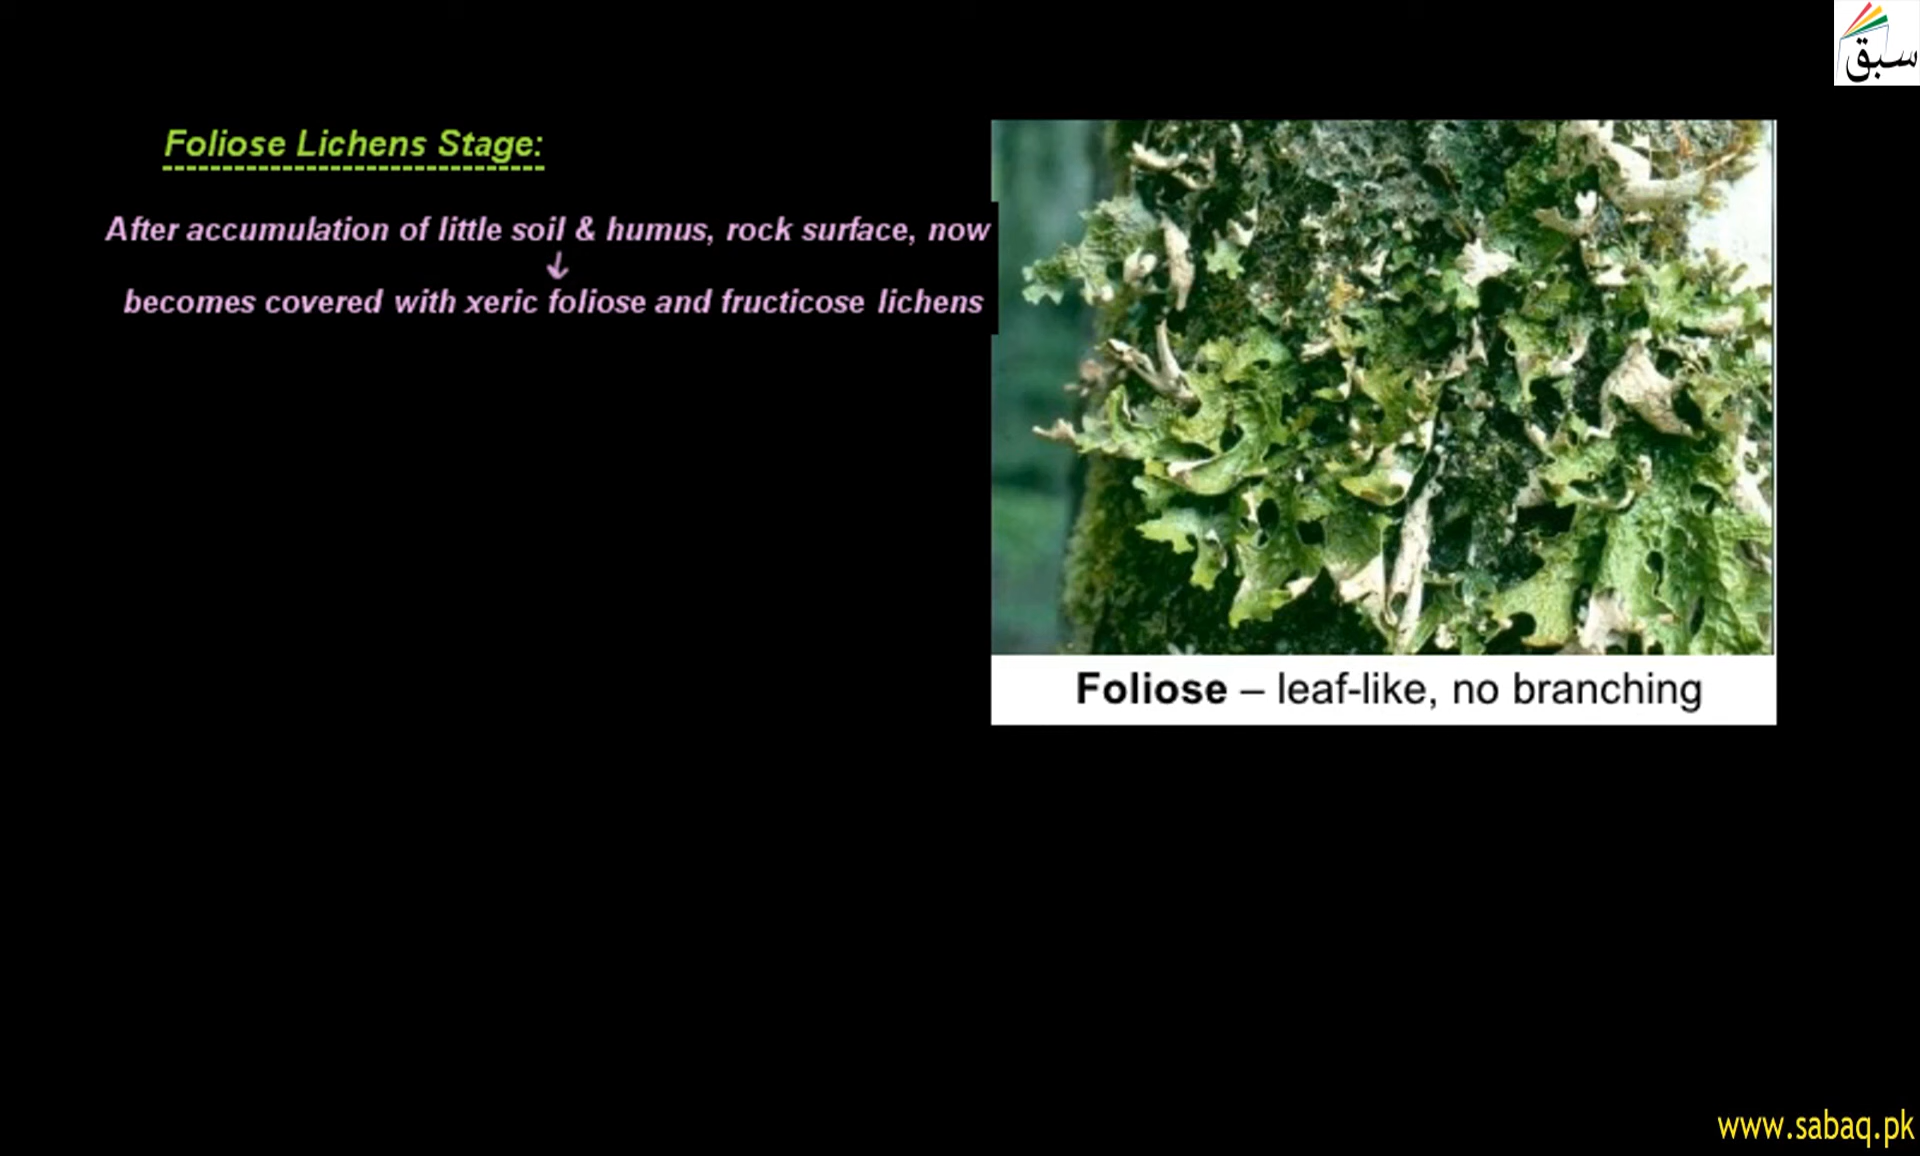 سبق
Foliose Lichens Stage:
After accumulation of little soil & humus, rock surface, now
becomes covered with xeric foliose and fructicose lichens
Foliose – leaf-like, no branching
www.sabaq.pk